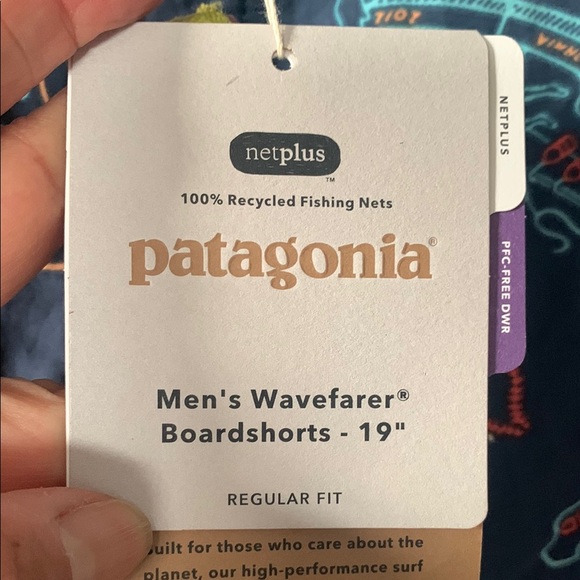 netplus™
100% Recycled Fishing Nets
patagonia®
Men's Wavefarer®
Boardshorts - 19"
REGULAR FIT
built for those who care about the
planet, our high-performance surf
NETPLUS
PFC-FREE DWR